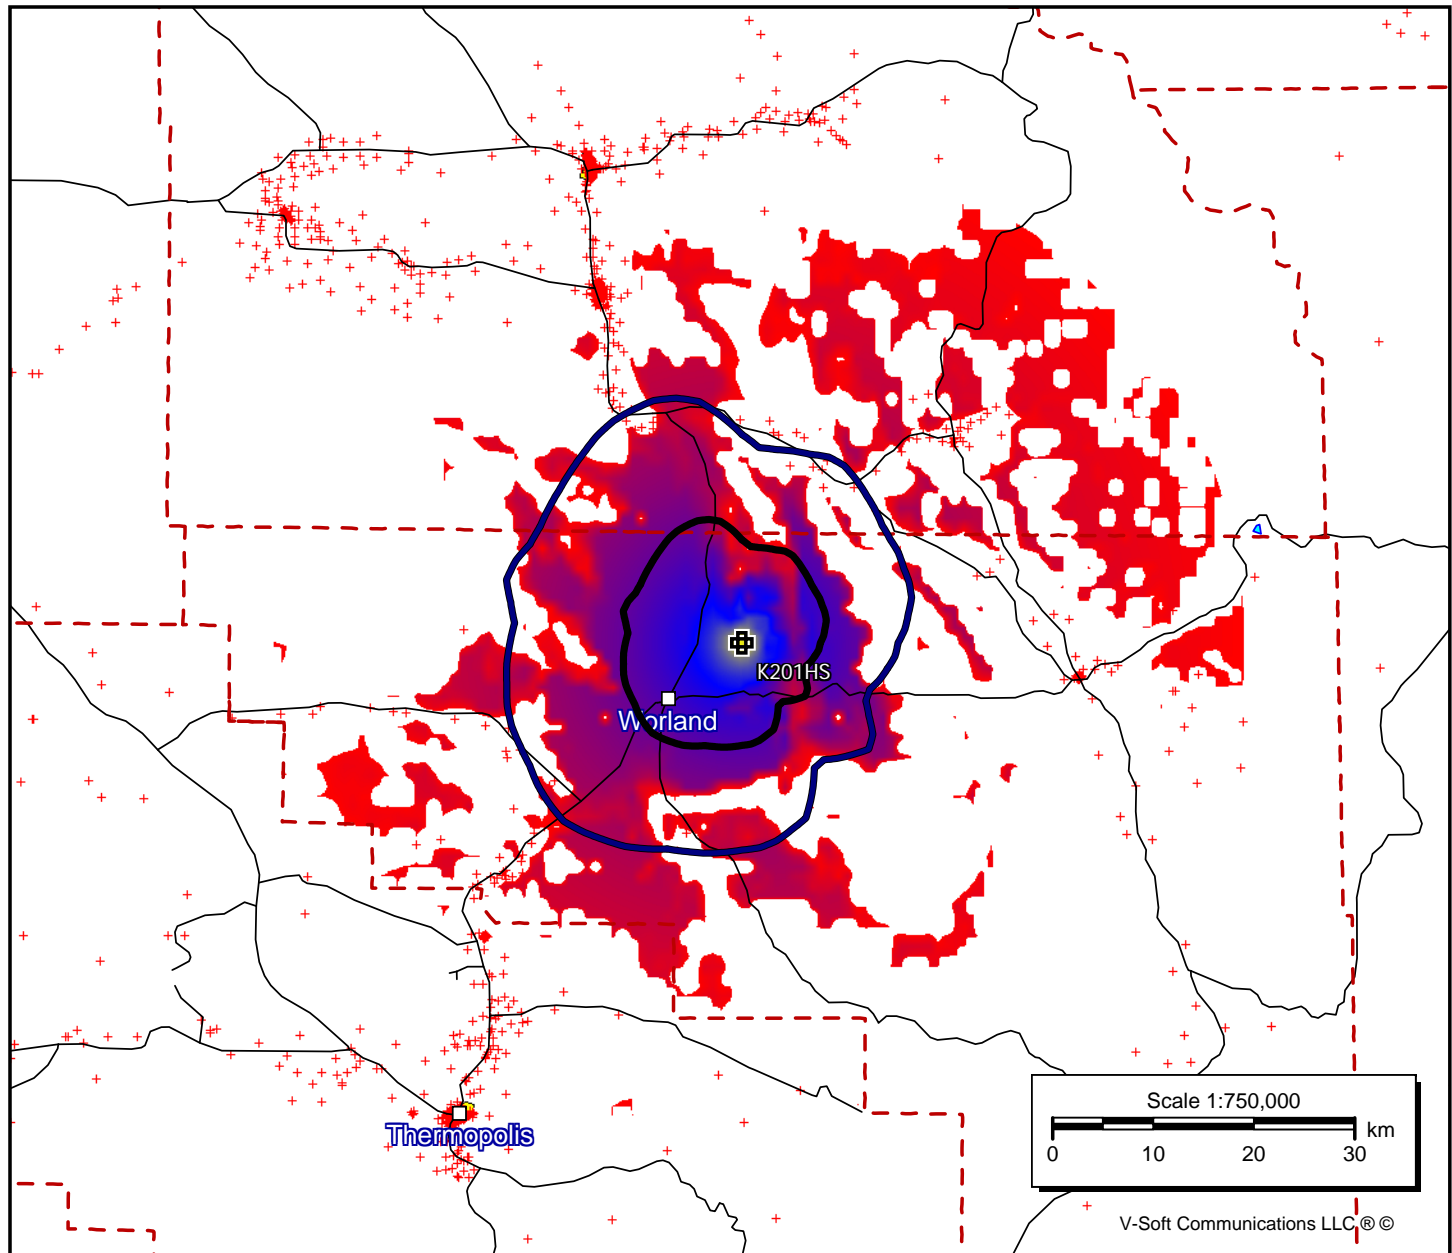 K201HS
Worland
Thermopolis
Scale 1:750,000
km
0 10 20 30
V-Soft Communications LLC ® ©